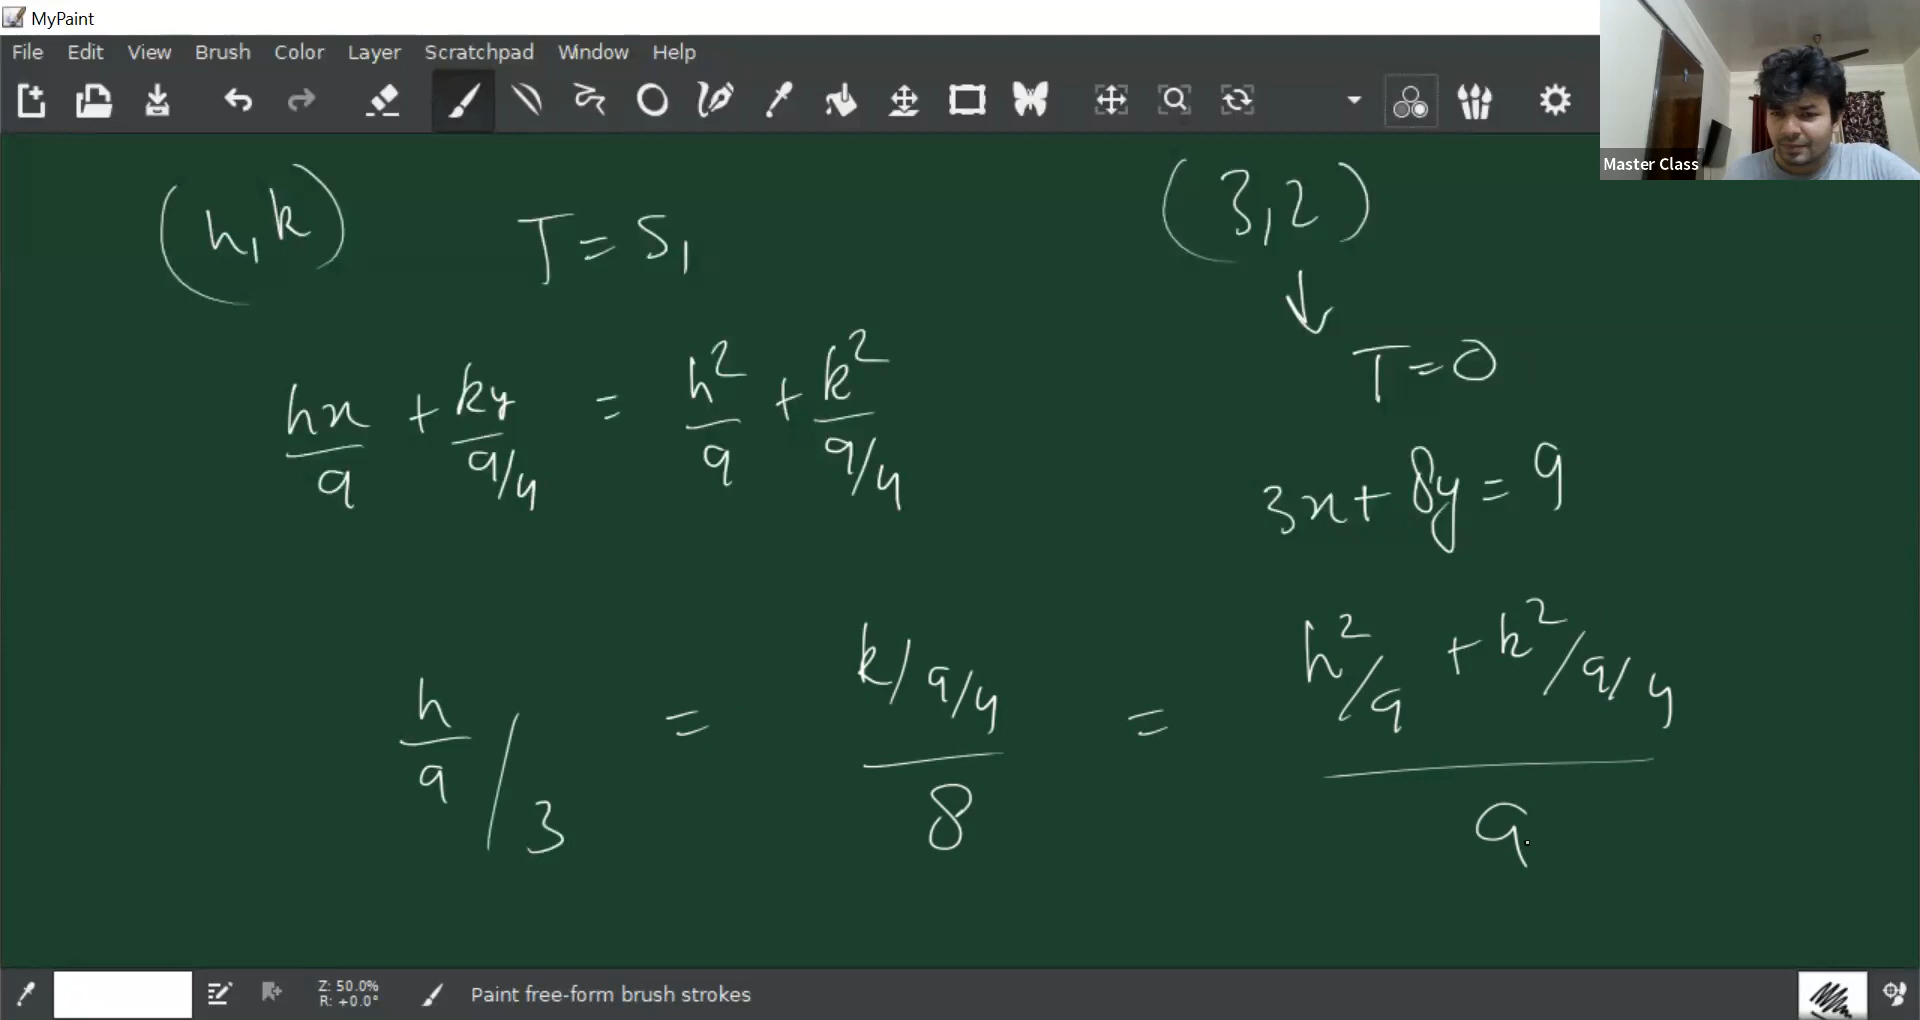 MyPaint
File Edit View Brush Color Layer Scratchpad Window Help
Master Class
(h,k) T=S₁ (3,2)
↓
T=0
hx/9 + ky/9/4 = h²/9 + k²/9/4
3x+8y=9
h/9/3 = k/9/4/8 = h²/9 + k²/9/4/9
Z: 50.0%
R: +0.0°
Paint free-form brush strokes